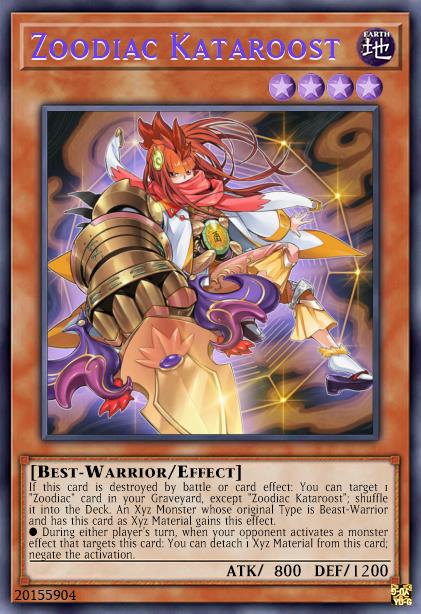 Zoodiac Kataroost
EARTH
地
[Best-Warrior/Effect]
If this card is destroyed by battle or card effect: You can target 1
"Zoodiac" card in your Graveyard, except "Zoodiac Kataroost"; shuffle
it into the Deck. An Xyz Monster whose original Type is Beast-Warrior
and has this card as Xyz Material gains this effect.
● During either player's turn, when your opponent activates a monster
effect that targets this card: You can detach 1 Xyz Material from this card;
negate the activation.
ATK/ 800 DEF/1200
20155904